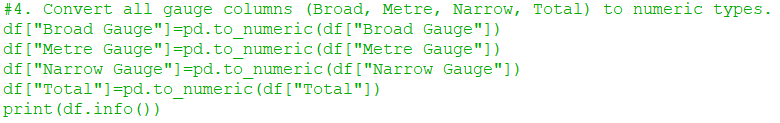 #4. Convert all gauge columns (Broad, Metre, Narrow, Total) to numeric types.
df["Broad Gauge"]=pd.to_numeric(df["Broad Gauge"])
df["Metre Gauge"]=pd.to_numeric(df["Metre Gauge"])
df["Narrow Gauge"]=pd.to_numeric(df["Narrow Gauge"])
df["Total"]=pd.to_numeric(df["Total"])
print(df.info())